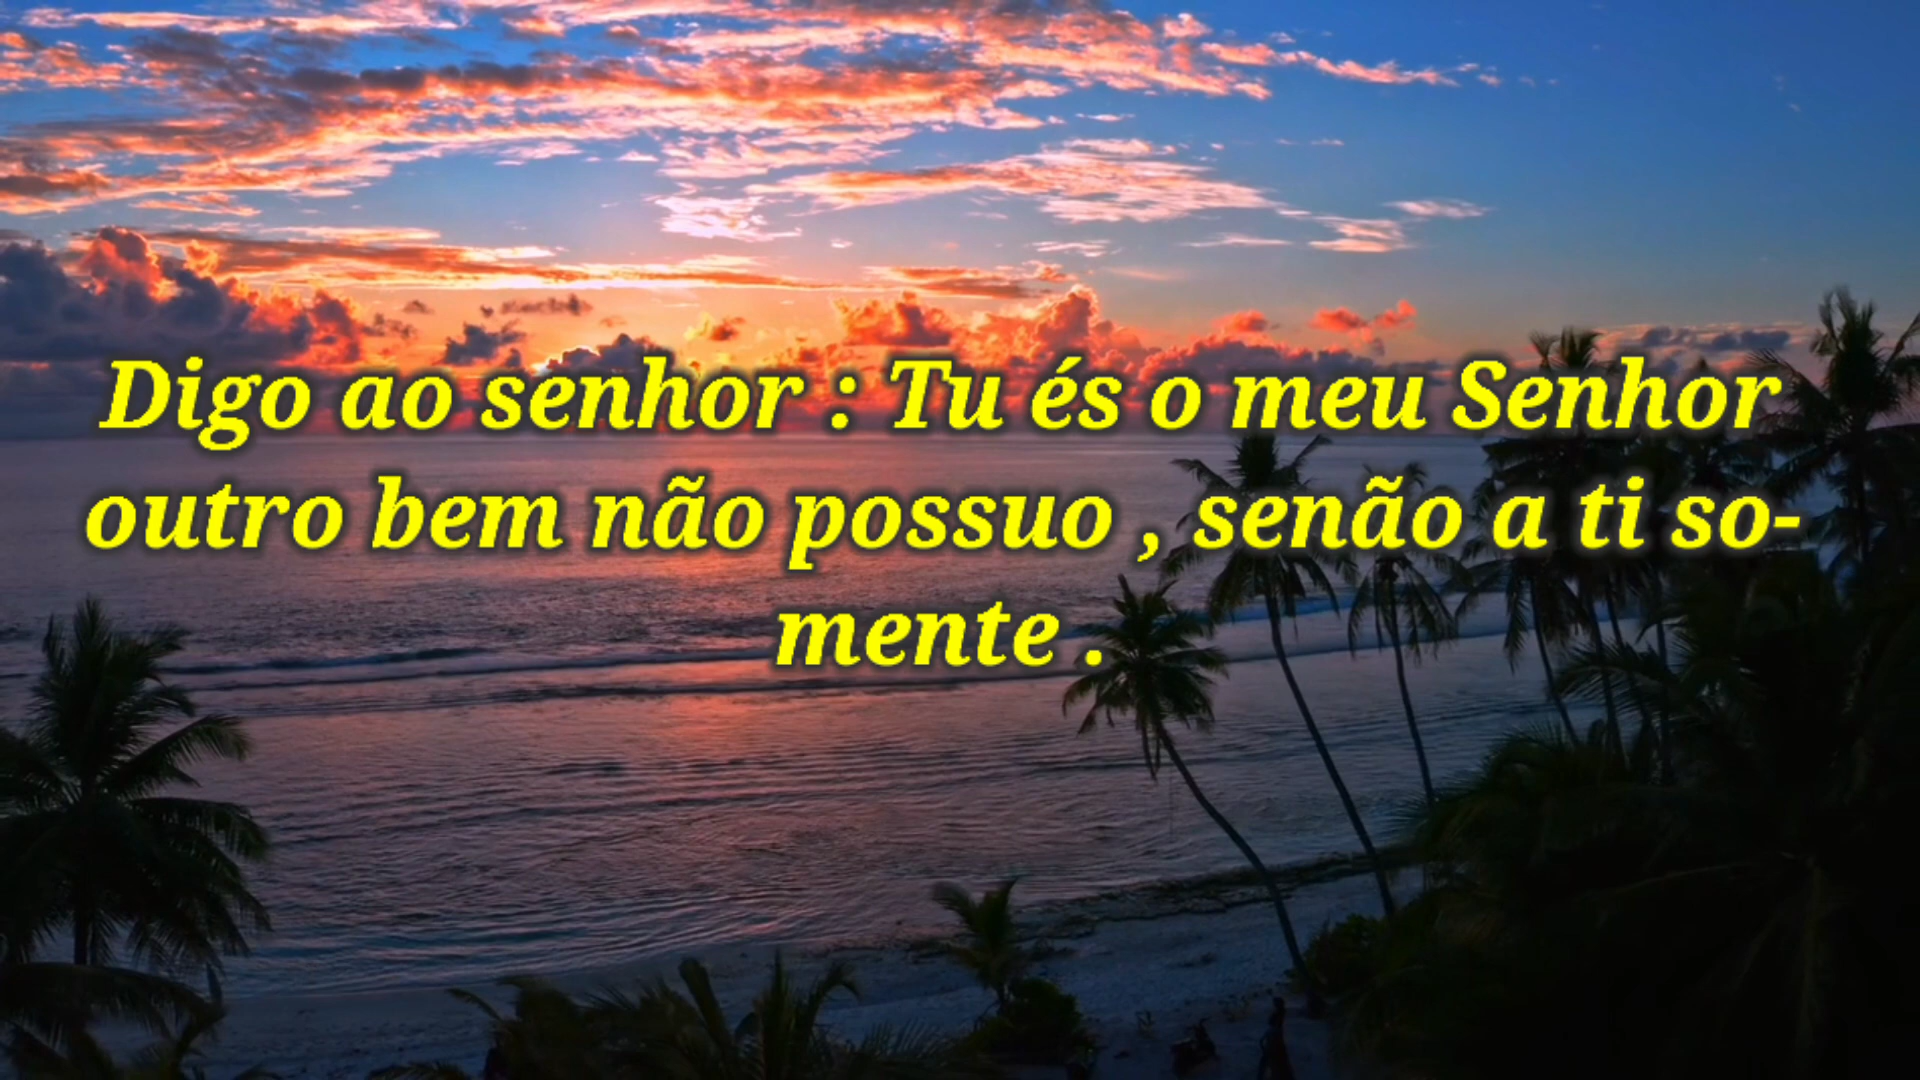 Digo ao senhor : Tu és o meu Senhor
outro bem não possuo , senão a ti so-
mente .